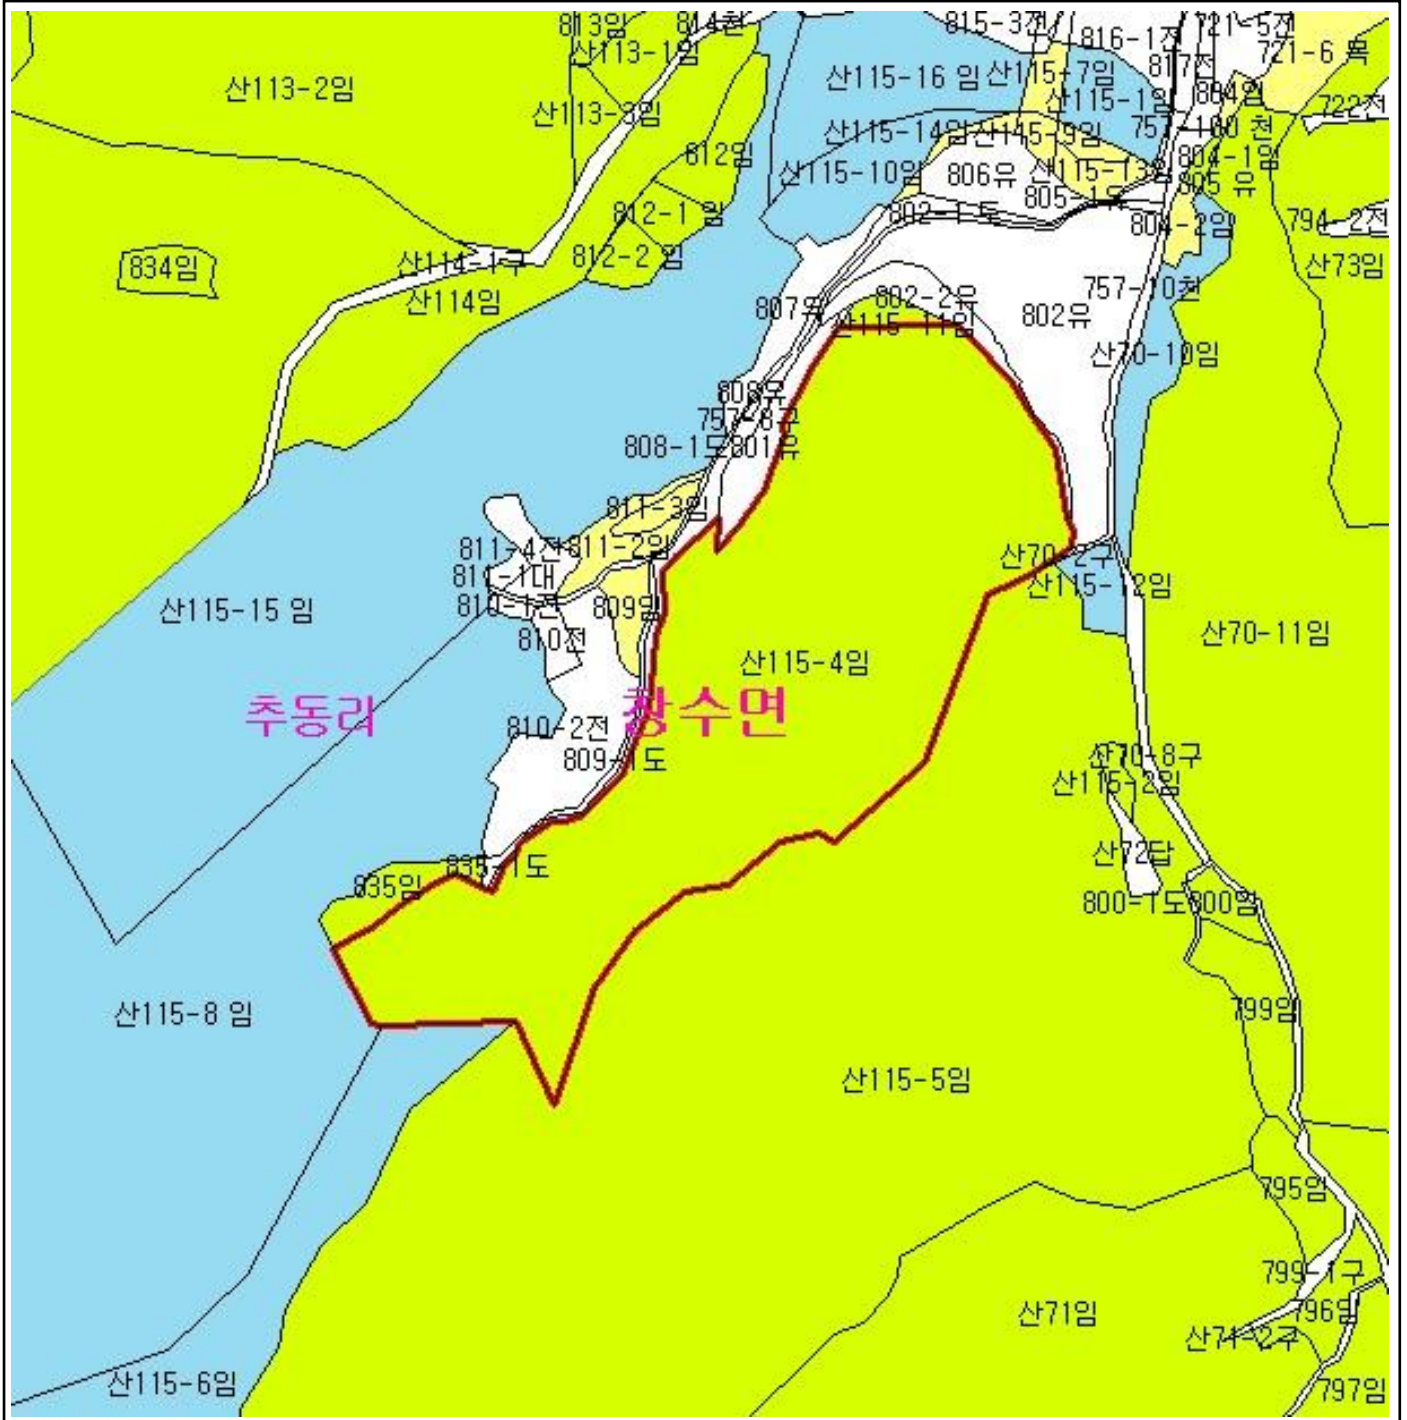 813임
814천
815-3전
816-1전
721-5전
721-6 목
산113-1임
817전
산113-2임
산115-16 임
산115-7임
산115-1임
804임
722전
산113-3임
산115-14임
산115-9임
757-100 천
612임
산115-10임
806유
산115-13임
804-1임
805-1유
805 유
812-1 임
802-1 도
804-2임
794-2전
812-2 임
834임
산114-1구
산73임
산114임
807유
802-2유
757-10천
산115-11임
802유
산70-10임
808유
757-8구
808-1도
801유
811-3임
811-4전
811-2임
산70-2구
811-1대
산115-12임
810-1전
809임
산115-15 임
810전
산70-11임
산115-4임
추동리
창수면
810-2전
809-1도
산70-8구
산115-2임
산72답
835-1도
835임
800-1도
800임
산115-8 임
799임
산115-5임
795임
799-1구
산71임
796임
산71-2구
산115-6임
797임